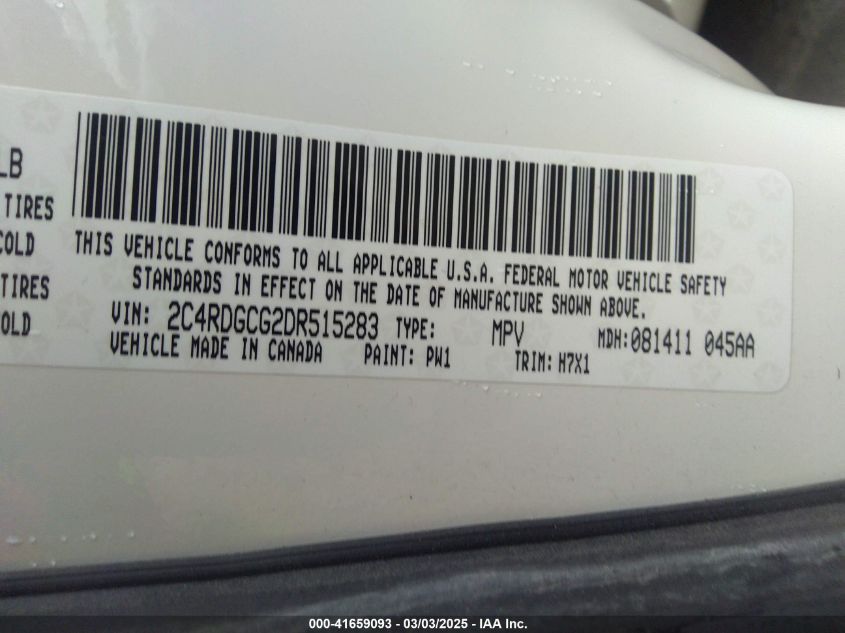 LB
TIRES
COLD
TIRES
OLD
THIS VEHICLE CONFORMS TO ALL APPLICABLE U.S.A. FEDERAL MOTOR VEHICLE SAFETY
STANDARDS IN EFFECT ON THE DATE OF MANUFACTURE SHOWN ABOVE.
VIN: 2C4RDGCG2DR515283 TYPE: MPV MDH:081411 045AA
VEHICLE MADE IN CANADA PAINT: PW1 TRIM: H7X1
000-41659093 - 03/03/2025 - IAA Inc.